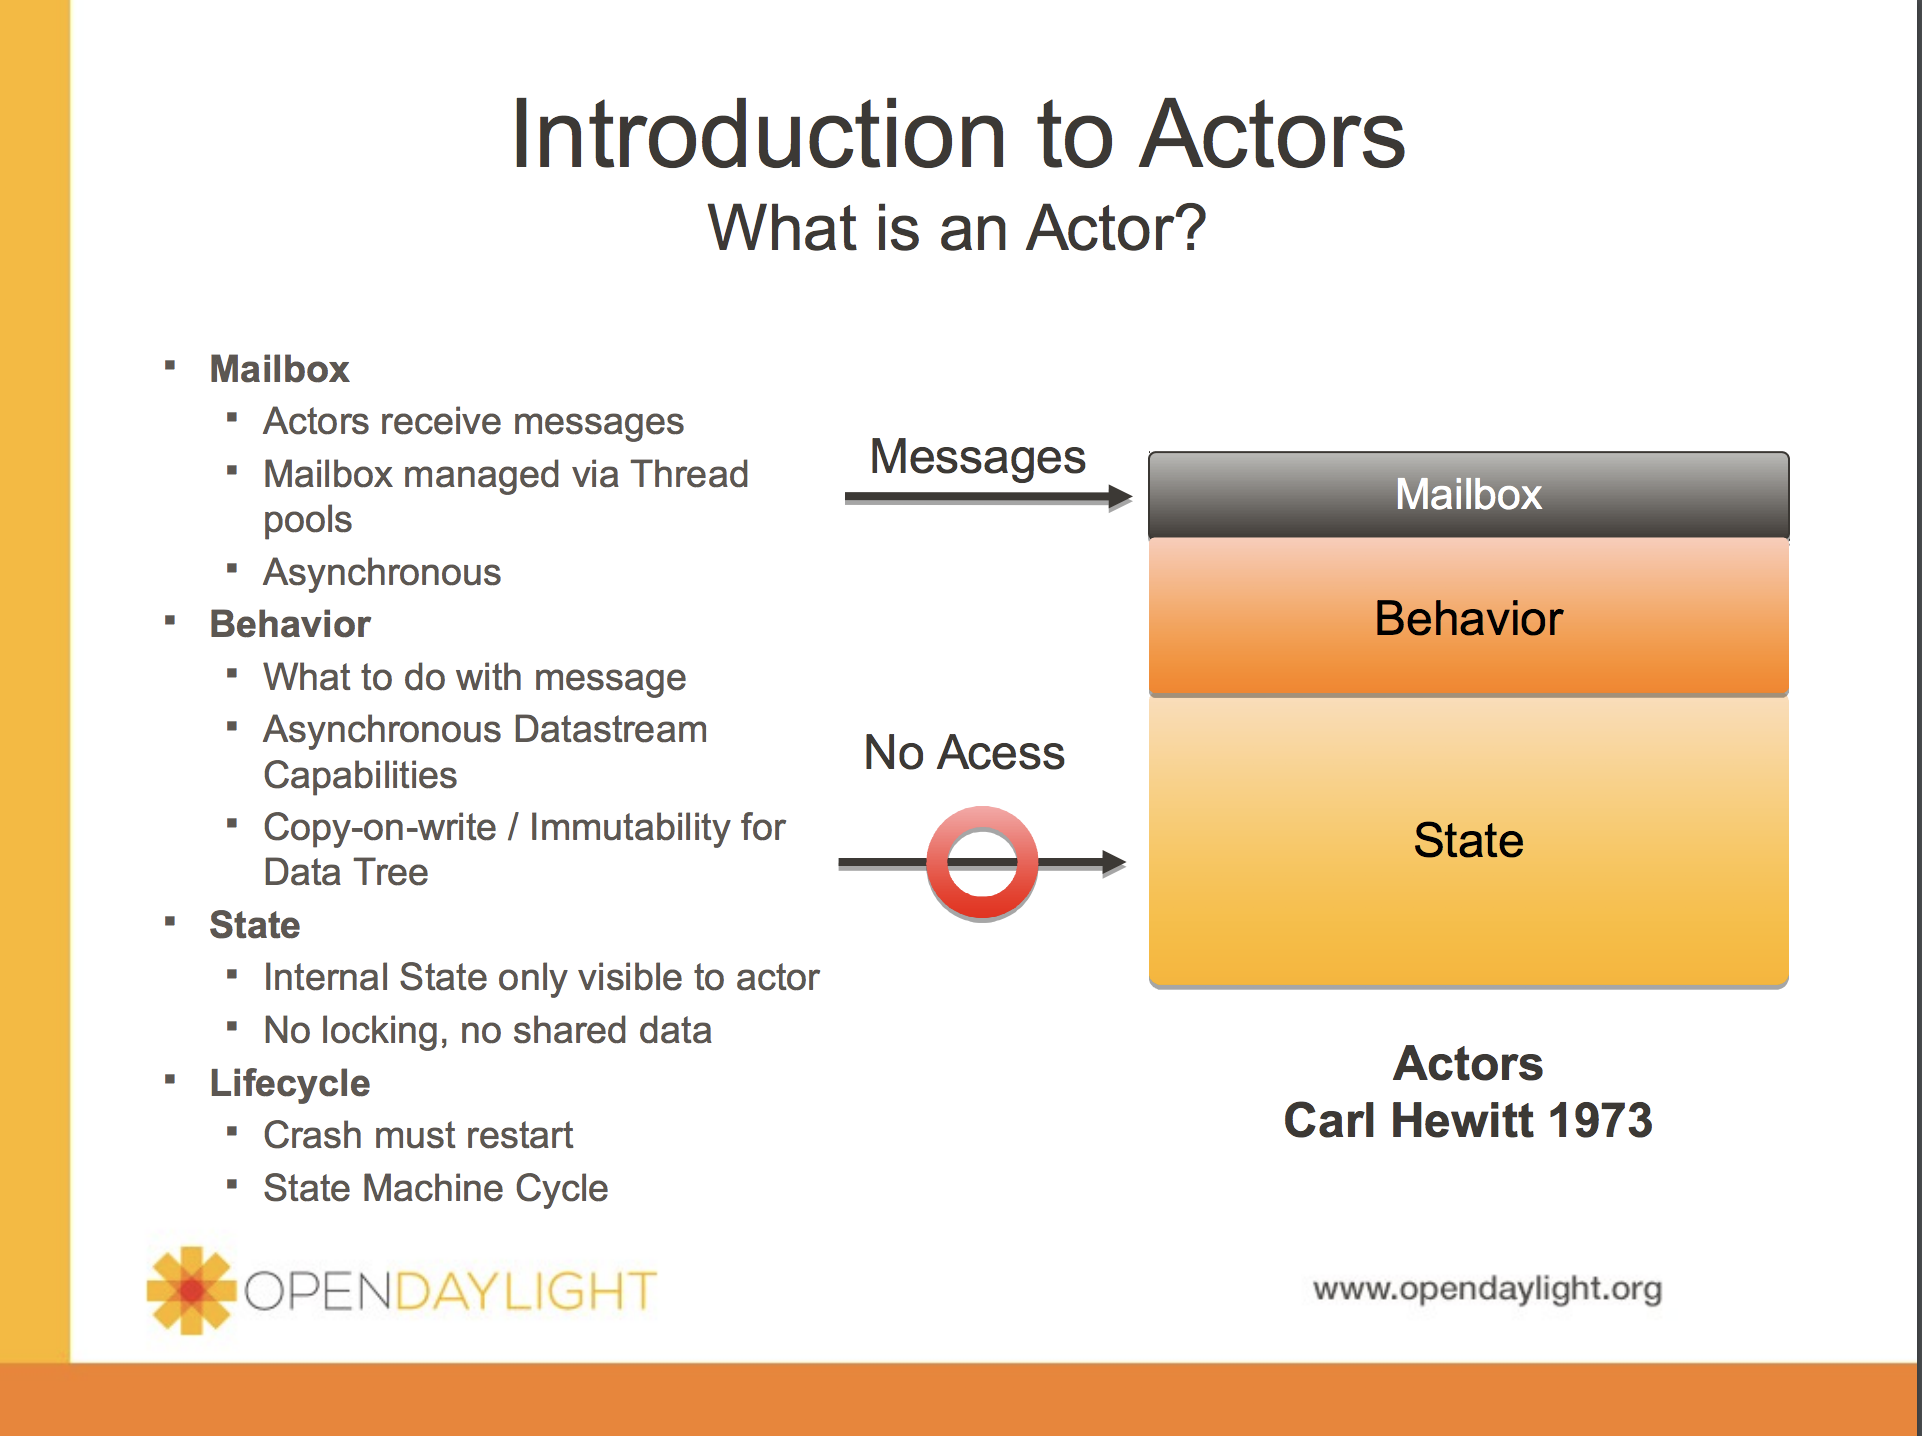 Introduction to Actors
What is an Actor?
Mailbox
Actors receive messages
Mailbox managed via Thread
pools
Asynchronous
Behavior
What to do with message
Asynchronous Datastream
Capabilities
Copy-on-write / Immutability for
Data Tree
State
Internal State only visible to actor
No locking, no shared data
Lifecycle
Crash must restart
State Machine Cycle
Messages
No Acess
Mailbox
Behavior
State
Actors
Carl Hewitt 1973
OPENDAYLIGHT
www.opendaylight.org